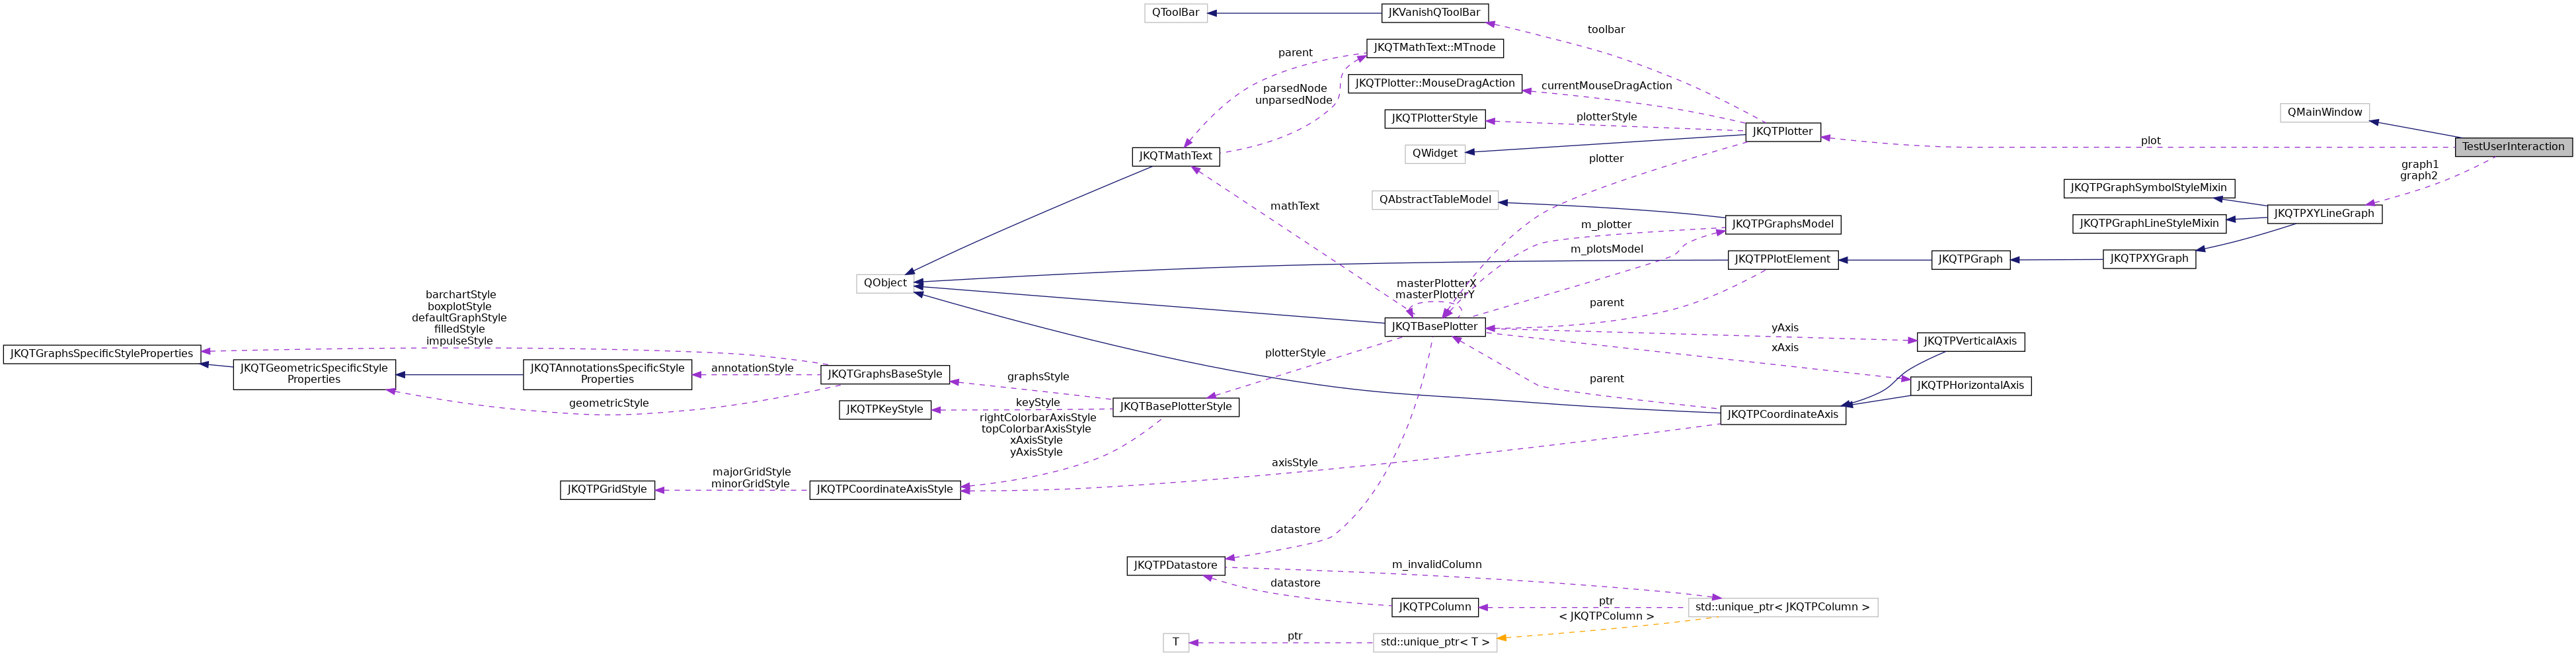 QToolBar
JKVanishQToolBar
toolbar
JKQTMathText::MTnode
parent
JKQTPlotter::MouseDragAction
currentMouseDragAction
parsedNode
unparsedNode
JKQTPlotterStyle
plotterStyle
JKQTPlotter
QMainWindow
plot
TestUserInteraction
QWidget
JKQTMathText
plotter
graph1
graph2
JKQTPGraphSymbolStyleMixin
QAbstractTableModel
mathText
JKQTPXYLineGraph
JKQTPGraphLineStyleMixin
m_plotter
JKQTPGraphsModel
m_plotsModel
JKQTPPlotElement
JKQTPGraph
JKQTPXYGraph
QObject
masterPlotterX
masterPlotterY
parent
barchartStyle
boxplotStyle
defaultGraphStyle
filledStyle
impulseStyle
JKQTBasePlotter
yAxis
JKQTPVerticalAxis
xAxis
JKQTGraphsSpecificStyleProperties
plotterStyle
JKQTGeometricSpecificStyle
Properties
JKQTAnnotationsSpecificStyle
Properties
annotationStyle
JKQTGraphsBaseStyle
graphsStyle
parent
JKQTPHorizontalAxis
geometricStyle
JKQTPKeyStyle
keyStyle
JKQTBasePlotterStyle
rightColorbarAxisStyle
topColorbarAxisStyle
xAxisStyle
yAxisStyle
JKQTPCoordinateAxis
axisStyle
majorGridStyle
minorGridStyle
JKQTPGridStyle
JKQTPCoordinateAxisStyle
datastore
JKQTPDatastore
m_invalidColumn
datastore
JKQTPColumn
ptr
std::unique_ptr< JKQTPColumn >
< JKQTPColumn >
T
ptr
std::unique_ptr< T >